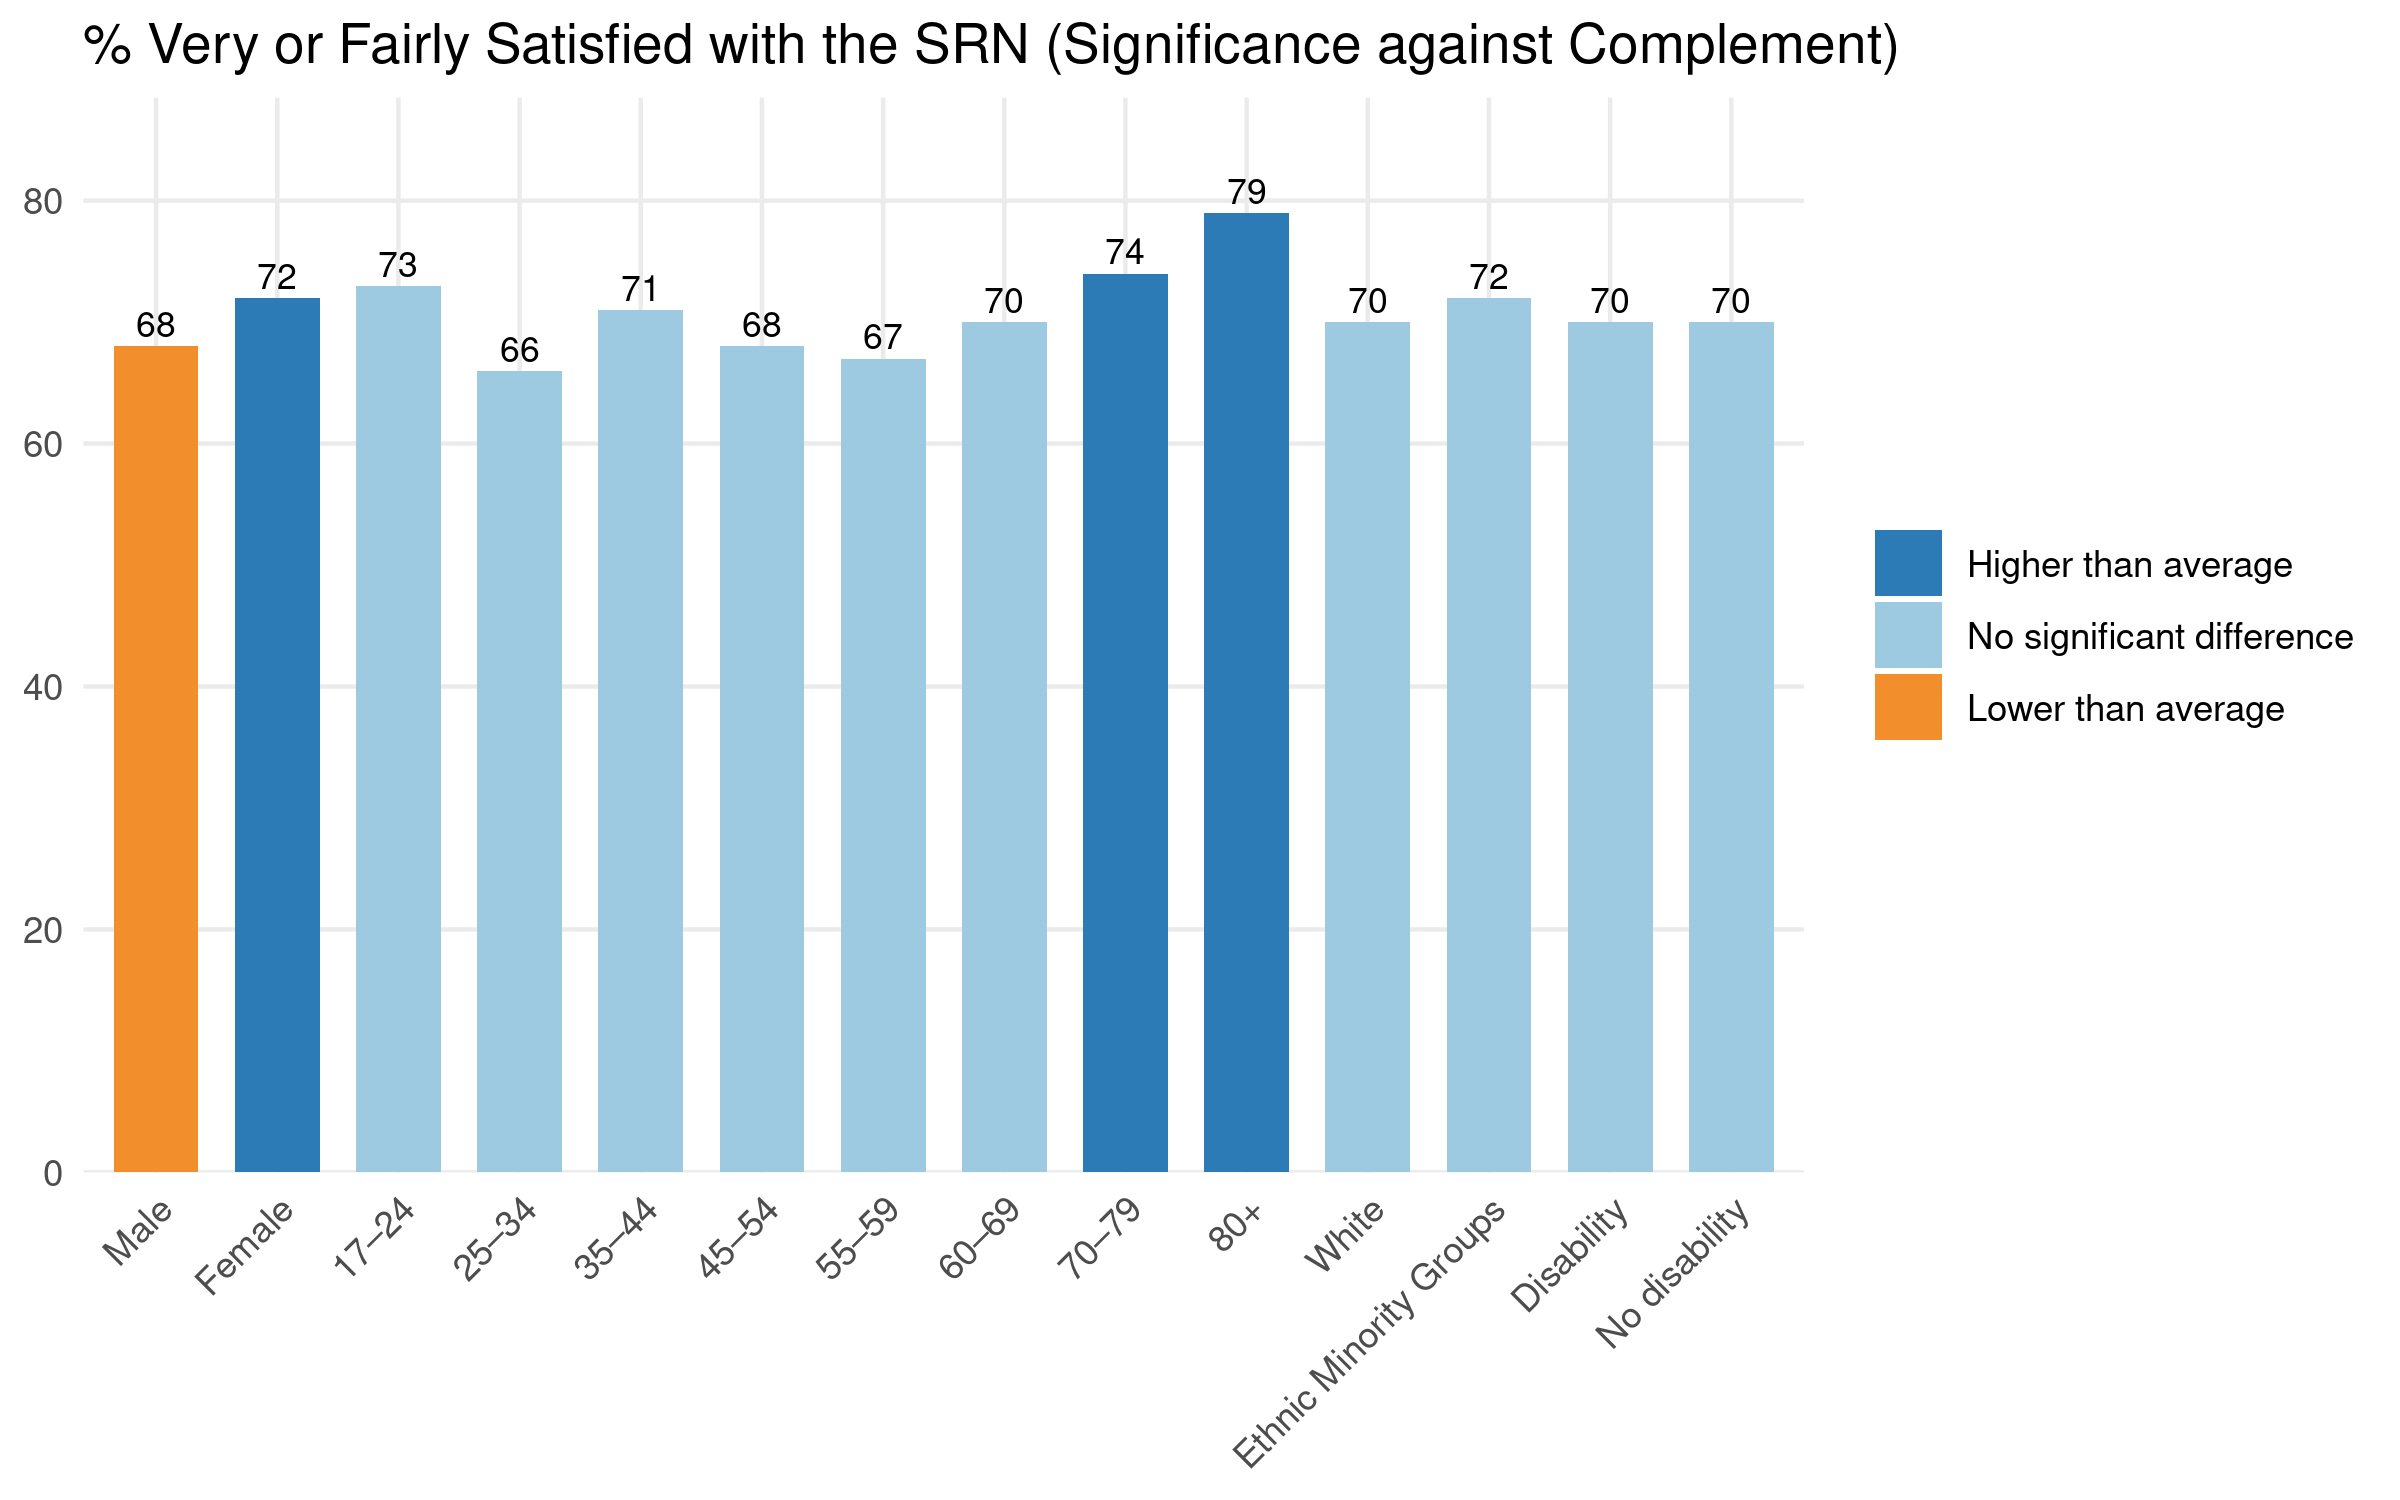 % Very or Fairly Satisfied with the SRN (Significance against Complement)
80
60
40
20
0
68
72
73
66
71
68
67
70
74
79
70
72
70
70
Male
Female
17–24
25–34
35–44
45–54
55–59
60–69
70–79
80+
White
Ethnic Minority Groups
Disability
No disability
Higher than average
No significant difference
Lower than average